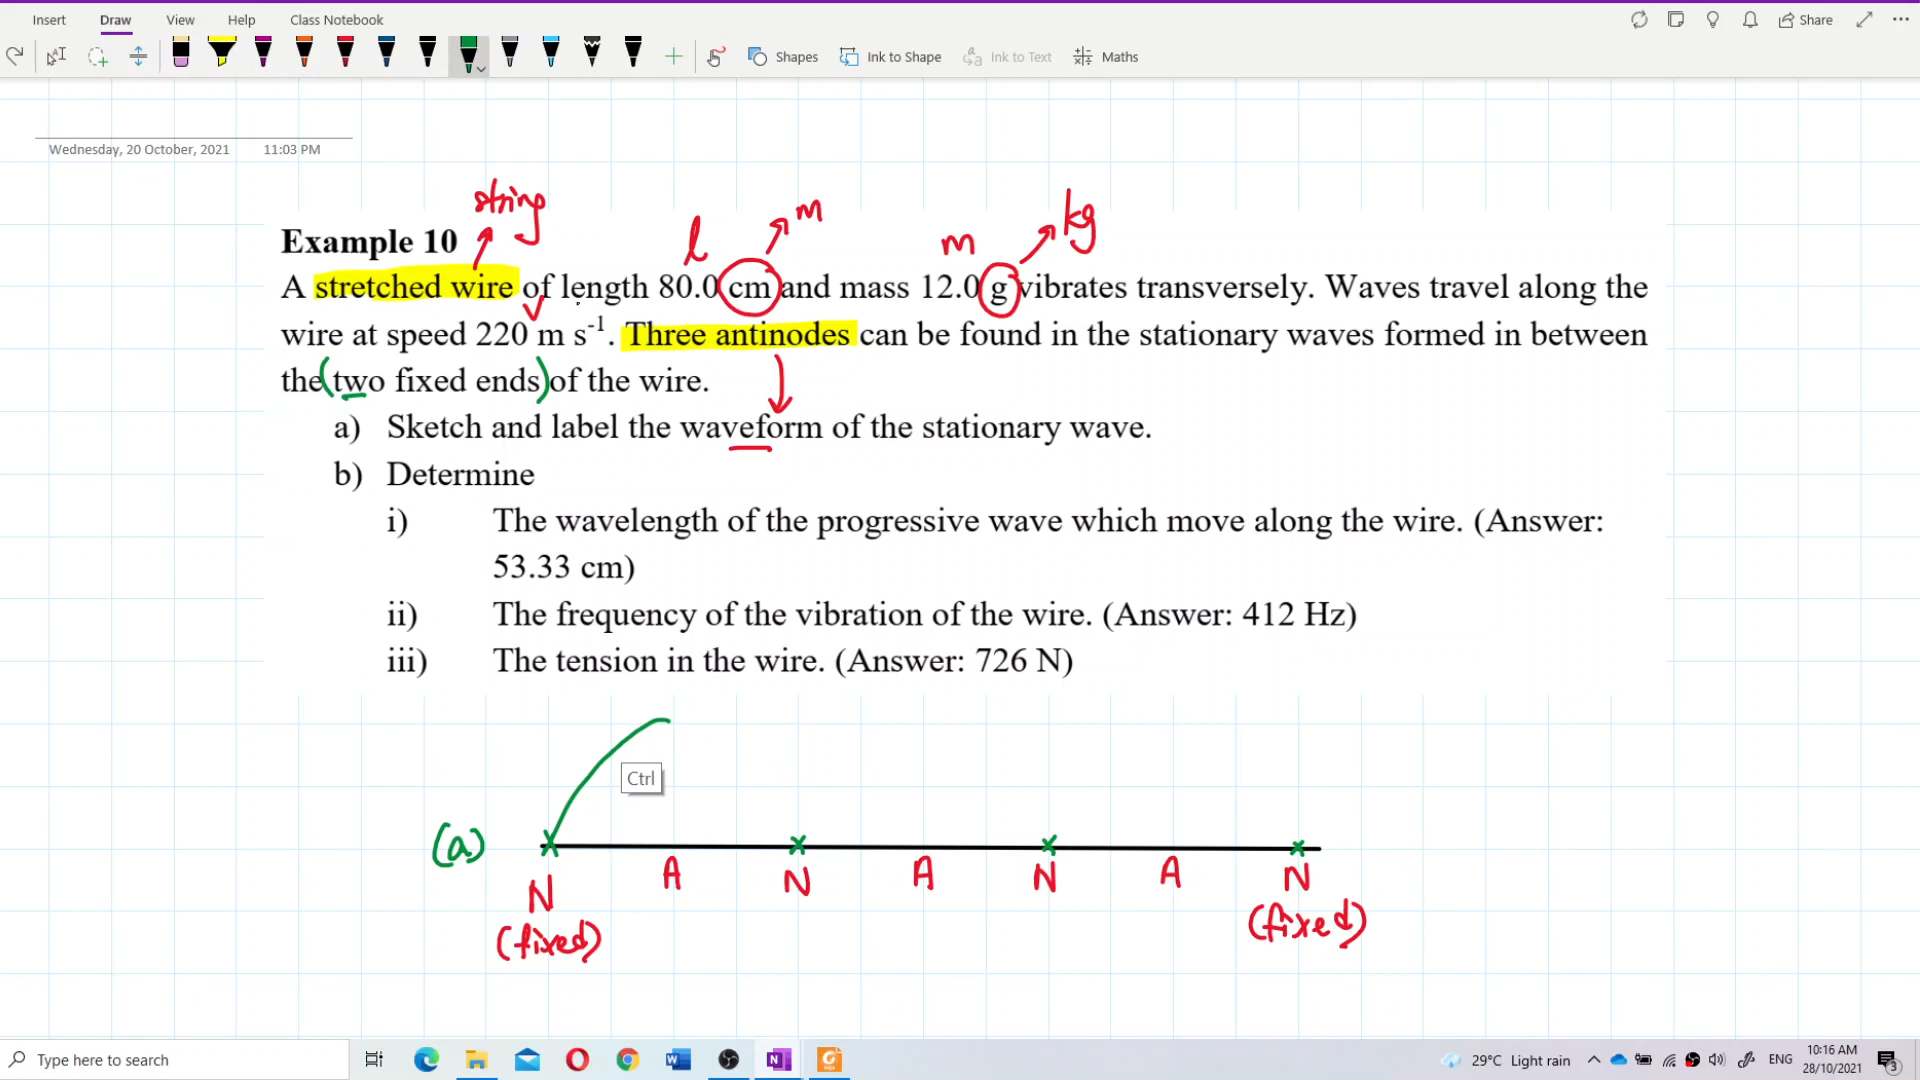 Insert Draw View Help Class Notebook
Share
Shapes Ink to Shape Ink to Text Maths
Wednesday, 20 October, 2021 11:03 PM
string
l m m kg
Example 10
A stretched wire of length 80.0 cm and mass 12.0 g vibrates transversely. Waves travel along the
v
wire at speed 220 m s⁻¹. Three antinodes can be found in the stationary waves formed in between
the (two fixed ends) of the wire.
a) Sketch and label the waveform of the stationary wave.
b) Determine
i) The wavelength of the progressive wave which move along the wire. (Answer:
53.33 cm)
ii) The frequency of the vibration of the wire. (Answer: 412 Hz)
iii) The tension in the wire. (Answer: 726 N)
Ctrl
(a)
N A N A N A N
(fixed) (fixed)
Type here to search
29°C Light rain ENG 10:16 AM
28/10/2021 3